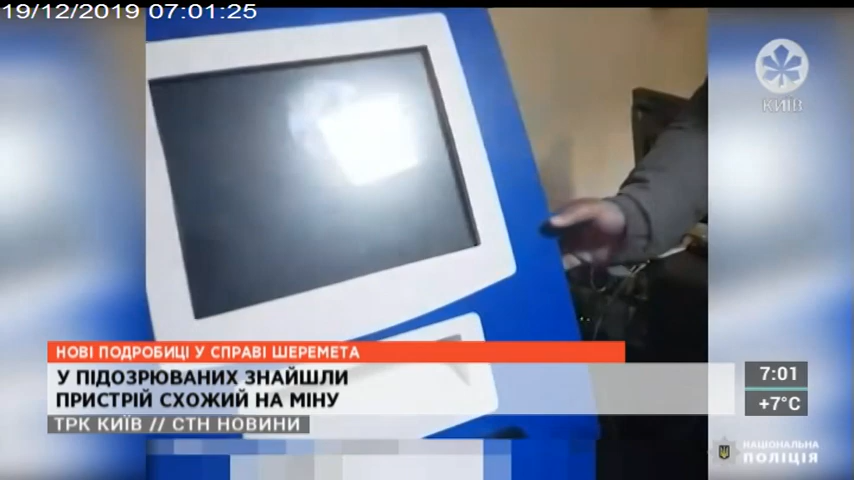 19/12/2019 07:01:25
КИЇВ
НОВІ ПОДРОБИЦІ У СПРАВІ ШЕРЕМЕТА
У ПІДОЗРЮВАНИХ ЗНАЙШЛИ
ПРИСТРІЙ СХОЖИЙ НА МІНУ
ТРК КИЇВ // СТН НОВИНИ
7:01
+7°C
НАЦІОНАЛЬНА
ПОЛІЦІЯ